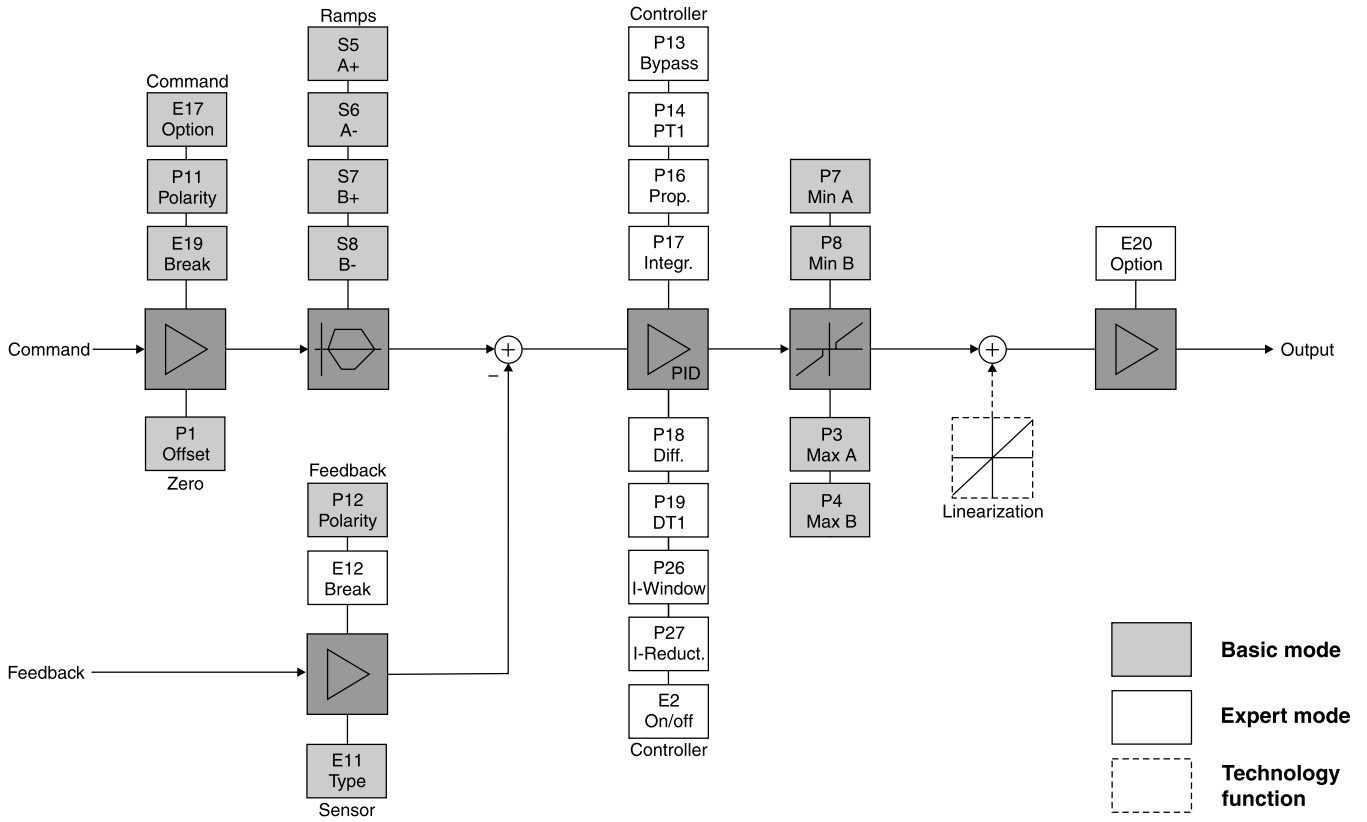 Ramps
S5
A+
S6
A-
S7
B+
S8
B-
Command
E17
Option
P11
Polarity
E19
Break
Command
P1
Offset
Zero
Feedback
P12
Polarity
E12
Break
Feedback
E11
Type
Sensor
+
–
Controller
P13
Bypass
P14
PT1
P16
Prop.
P17
Integr.
PID
P18
Diff.
P19
DT1
P26
I-Window
P27
I-Reduct.
E2
On/off
Controller
P7
Min A
P8
Min B
P3
Max A
P4
Max B
+
Linearization
E20
Option
Output
Basic mode
Expert mode
Technology
function